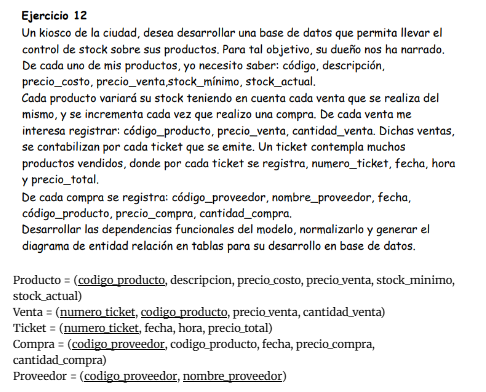 Ejercicio 12
Un kiosco de la ciudad, desea desarrollar una base de datos que permita llevar el
control de stock sobre sus productos. Para tal objetivo, su dueño nos ha narrado.
De cada uno de mis productos, yo necesito saber: código, descripción,
precio_costo, precio_venta,stock_mínimo, stock_actual.
Cada producto variará su stock teniendo en cuenta cada venta que se realiza del
mismo, y se incrementa cada vez que realizo una compra. De cada venta me
interesa registrar: código_producto, precio_venta, cantidad_venta. Dichas ventas,
se contabilizan por cada ticket que se emite. Un ticket contempla muchos
productos vendidos, donde por cada ticket se registra, numero_ticket, fecha, hora
y precio_total.
De cada compra se registra: código_proveedor, nombre_proveedor, fecha,
código_producto, precio_compra, cantidad_compra.
Desarrollar las dependencias funcionales del modelo, normalizarlo y generar el
diagrama de entidad relación en tablas para su desarrollo en base de datos.
Producto = (codigo_producto, descripcion, precio_costo, precio_venta, stock_minimo,
stock_actual)
Venta = (numero_ticket, codigo_producto, precio_venta, cantidad_venta)
Ticket = (numero_ticket, fecha, hora, precio_total)
Compra = (codigo_proveedor, codigo_producto, fecha, precio_compra,
cantidad_compra)
Proveedor = (codigo_proveedor, nombre_proveedor)